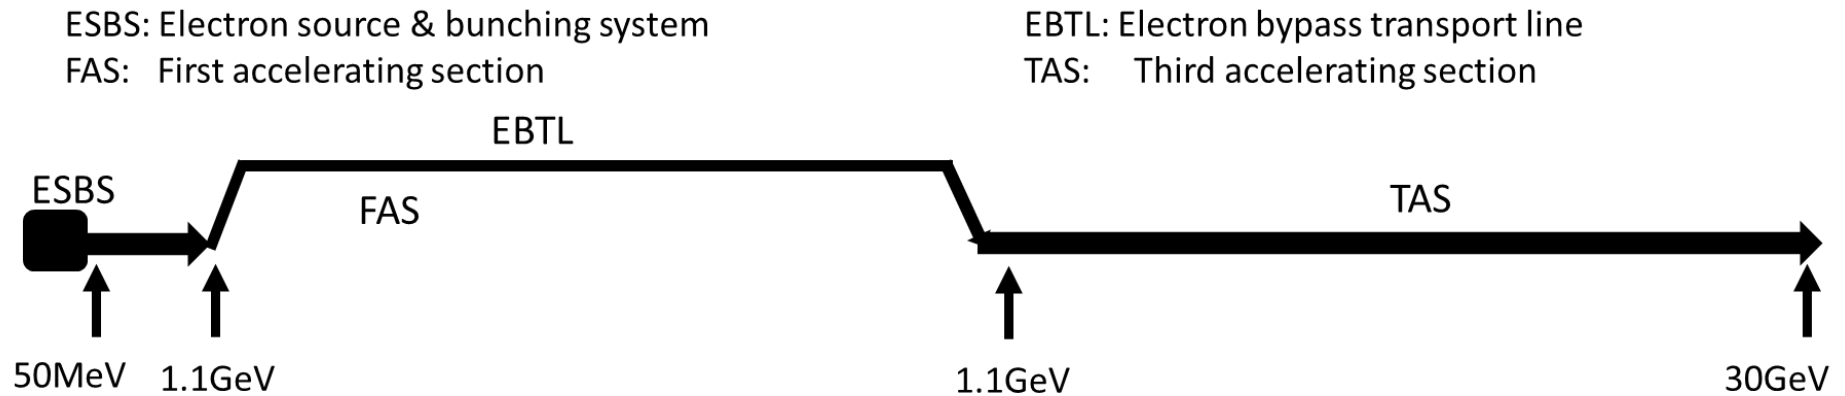 ESBS: Electron source & bunching system
FAS: First accelerating section
EBTL: Electron bypass transport line
TAS: Third accelerating section
EBTL
ESBS
FAS
TAS
50MeV
1.1GeV
1.1GeV
30GeV